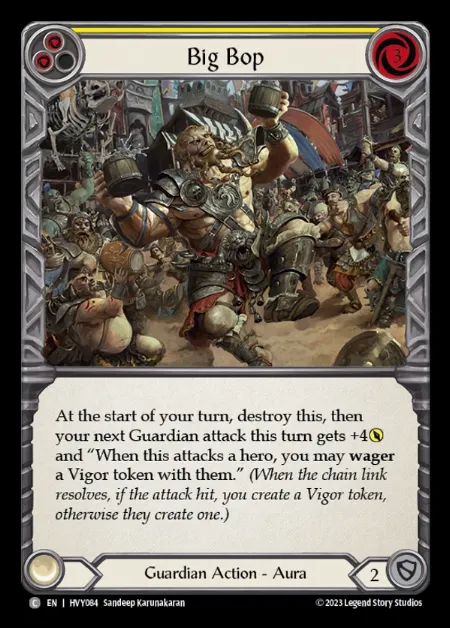 Big Bop
3
At the start of your turn, destroy this, then
your next Guardian attack this turn gets +4
and “When this attacks a hero, you may wager
a Vigor token with them.” (When the chain link
resolves, if the attack hit, you create a Vigor token,
otherwise they create one.)
Guardian Action - Aura
2
C EN | HVY084 Sandeep Karunakaran
© 2023 Legend Story Studios